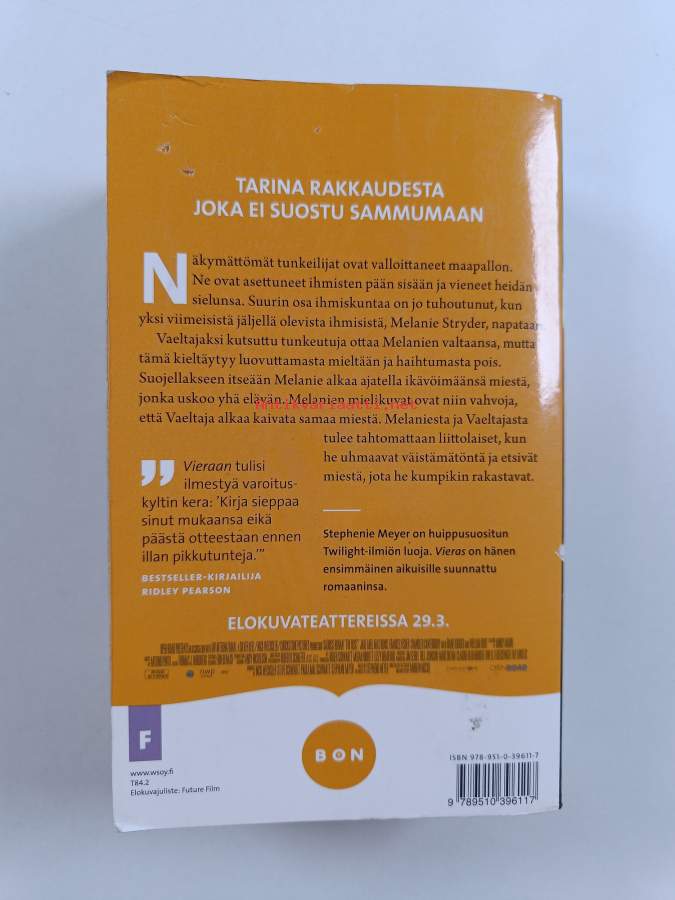 TARINA RAKKAUDESTA
JOKA EI SUOSTU SAMMUMAAN
Näkymättömät tunkeilijat ovat valloittaneet maapallon.
Ne ovat asettuneet ihmisten pään sisään ja vieneet heidän
sielunsa. Suurin osa ihmiskuntaa on jo tuhoutunut, kun
yksi viimeisistä jäljellä olevista ihmisistä, Melanie Stryder, napataan.
Vaeltajaksi kutsuttu tunkeutuja ottaa Melanien valtaansa, mutta
tämä kieltäytyy luovuttamasta mieltään ja haihtumasta pois.
Suojellakseen itseään Melanie alkaa ajatella ikävöimäänsä miestä,
jonka uskoo yhä elävän. Melanien mielikuvat ovat niin vahvoja,
Antikvariaatti.net
että Vaeltaja alkaa kaivata samaa miestä. Melaniesta ja Vaeltajasta
tulee tahtomattaan liittolaiset, kun
he uhmaavat väistämätöntä ja etsivät
miestä, jota he kumpikin rakastavat.
” Vieraan tulisi
ilmestyä varoitus-
kyltin kera: ’Kirja sieppaa
sinut mukaansa eikä
päästä otteestaan ennen
illan pikkutunteja.’”
BESTSELLER-KIRJAILIJA
RIDLEY PEARSON
Stephenie Meyer on huippusuositun
Twilight-ilmiön luoja. Vieras on hänen
ensimmäinen aikuisille suunnattu
romaaninsa.
ELOKUVATEATTEREISSA 29.3.
F
BON
www.wsoy.fi
T84.2
Elokuvajuliste: Future Film
ISBN 978-951-0-39611-7
9 789510 396117